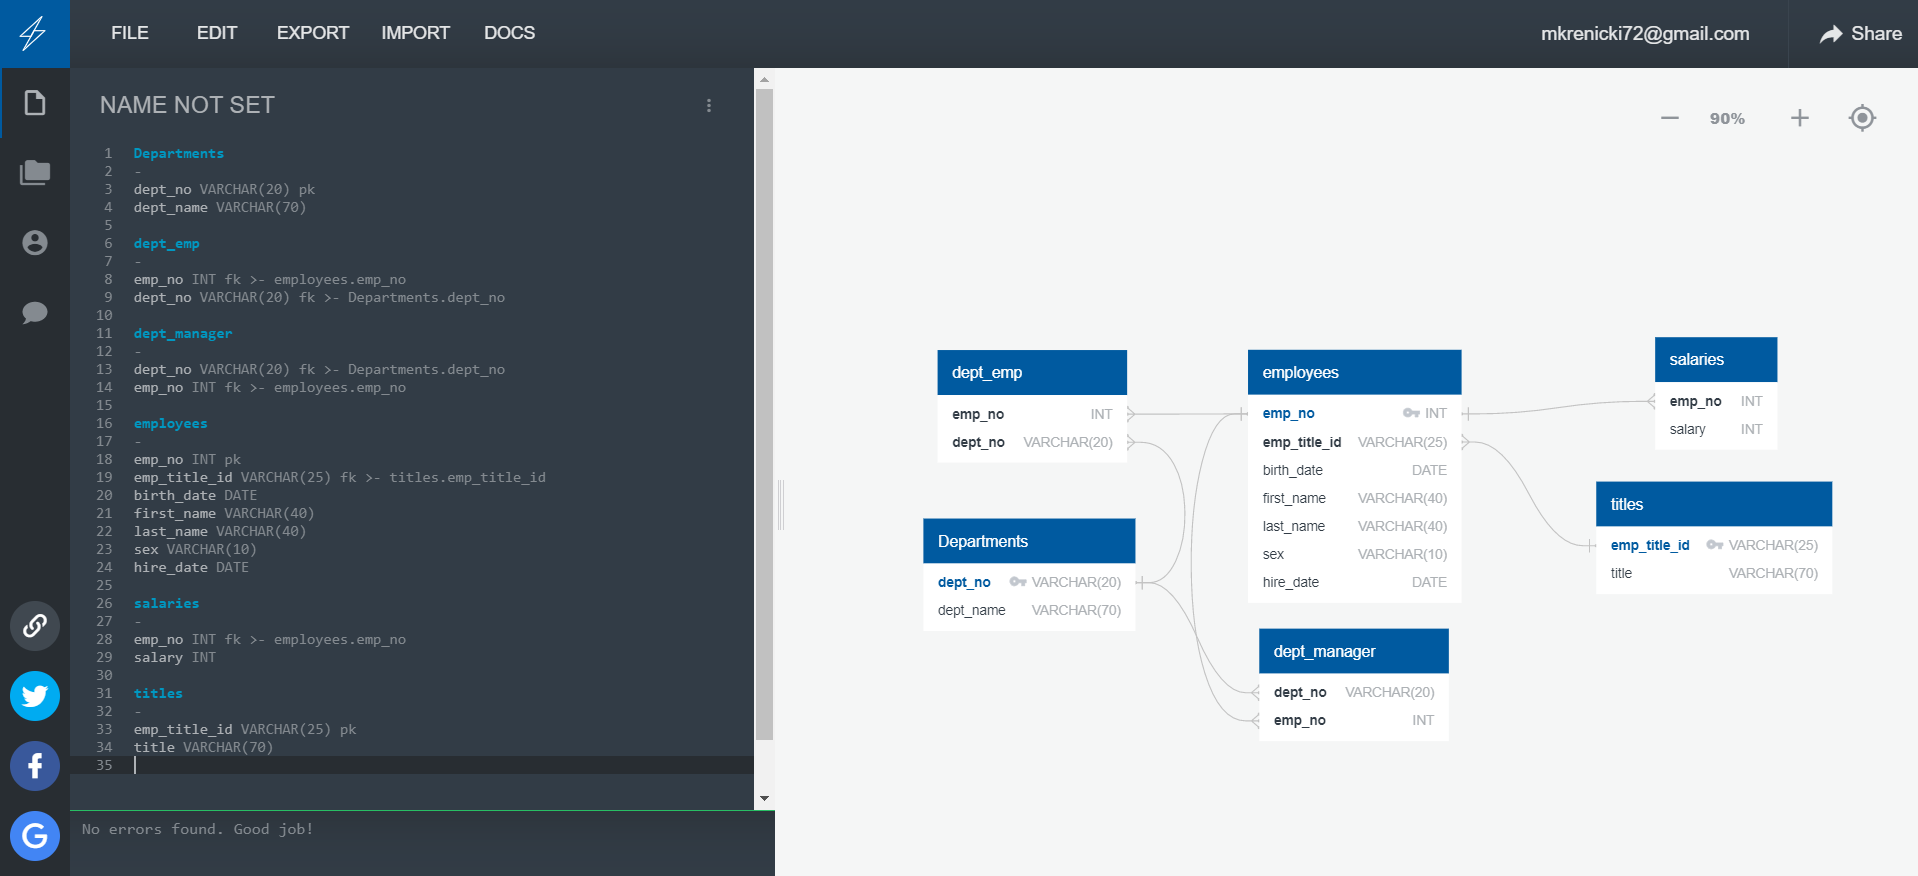 FILE EDIT EXPORT IMPORT DOCS mkrenicki72@gmail.com Share
NAME NOT SET
1 Departments
2 -
3 dept_no VARCHAR(20) pk
4 dept_name VARCHAR(70)
5
6 dept_emp
7 -
8 emp_no INT fk >- employees.emp_no
9 dept_no VARCHAR(20) fk >- Departments.dept_no
10
11 dept_manager
12 -
13 dept_no VARCHAR(20) fk >- Departments.dept_no
14 emp_no INT fk >- employees.emp_no
15
16 employees
17 -
18 emp_no INT pk
19 emp_title_id VARCHAR(25) fk >- titles.emp_title_id
20 birth_date DATE
21 first_name VARCHAR(40)
22 last_name VARCHAR(40)
23 sex VARCHAR(10)
24 hire_date DATE
25
26 salaries
27 -
28 emp_no INT fk >- employees.emp_no
29 salary INT
30
31 titles
32 -
33 emp_title_id VARCHAR(25) pk
34 title VARCHAR(70)
35
No errors found. Good job!
90%
dept_emp
emp_no INT
dept_no VARCHAR(20)
Departments
dept_no VARCHAR(20)
dept_name VARCHAR(70)
employees
emp_no INT
emp_title_id VARCHAR(25)
birth_date DATE
first_name VARCHAR(40)
last_name VARCHAR(40)
sex VARCHAR(10)
hire_date DATE
dept_manager
dept_no VARCHAR(20)
emp_no INT
salaries
emp_no INT
salary INT
titles
emp_title_id VARCHAR(25)
title VARCHAR(70)